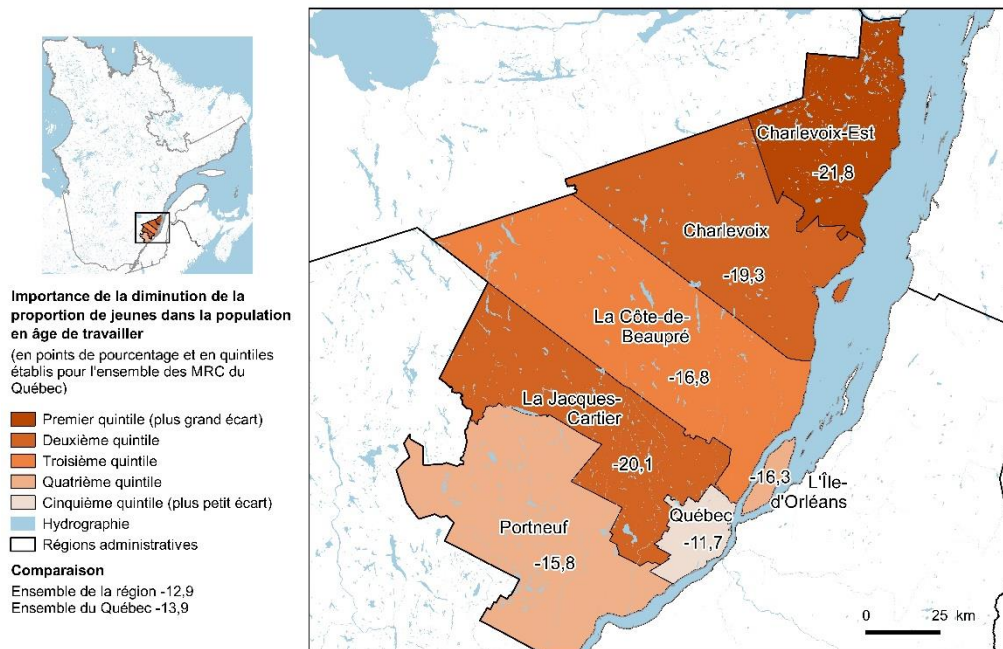 Importance de la diminution de la
proportion de jeunes dans la population
en âge de travailler
(en points de pourcentage et en quintiles
établis pour l'ensemble des MRC du
Québec)
Premier quintile (plus grand écart)
Deuxième quintile
Troisième quintile
Quatrième quintile
Cinquième quintile (plus petit écart)
Hydrographie
Régions administratives
Comparaison
Ensemble de la région -12,9
Ensemble du Québec -13,9
Charlevoix-Est
-21,8
Charlevoix
-19,3
La Côte-de-
Beaupré
-16,8
La Jacques-
Cartier
-20,1
-16,3
L'Île-
d'Orléans
Québec
-11,7
Portneuf
-15,8
0 25 km